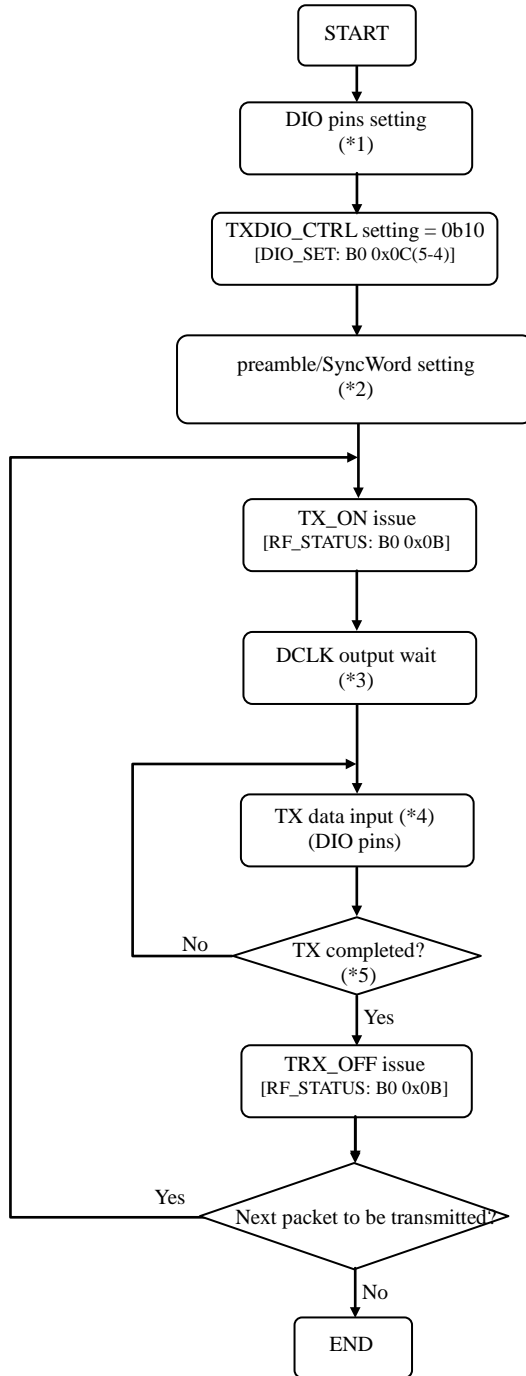 START
DIO pins setting
(*1)
TXDIO_CTRL setting = 0b10
[DIO_SET: B0 0x0C(5-4)]
preamble/SyncWord setting
(*2)
TX_ON issue
[RF_STATUS: B0 0x0B]
DCLK output wait
(*3)
TX data input (*4)
(DIO pins)
No
TX completed?
(*5)
Yes
TRX_OFF issue
[RF_STATUS: B0 0x0B]
Yes
Next packet to be transmitted?
No
END